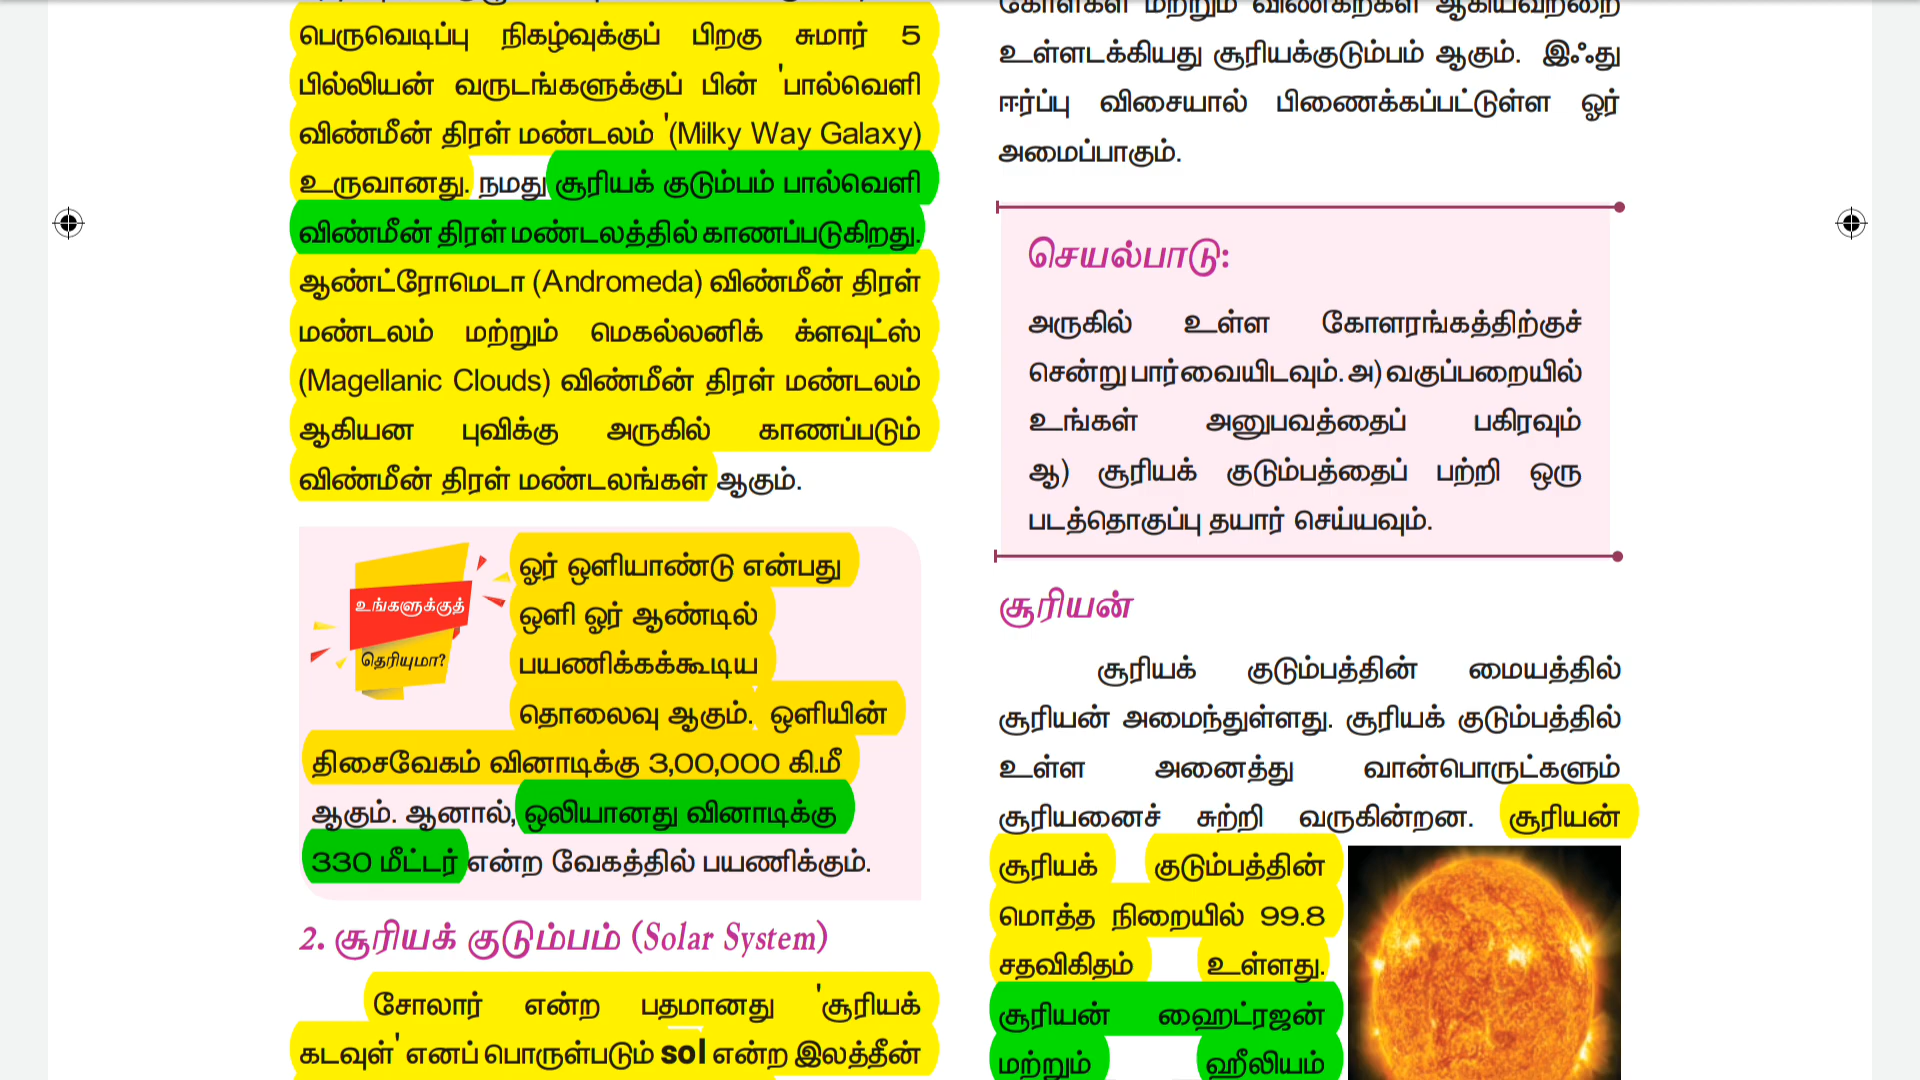 பெருவெடிப்பு நிகழ்வுக்குப் பிறகு சுமார் 5
பில்லியன் வருடங்களுக்குப் பின் 'பால்வெளி
விண்மீன் திரள் மண்டலம் '(Milky Way Galaxy)
உருவானது. நமது சூரியக் குடும்பம் பால்வெளி
விண்மீன் திரள் மண்டலத்தில் காணப்படுகிறது.
ஆண்ட்ரோமெடா (Andromeda) விண்மீன் திரள்
மண்டலம் மற்றும் மெகல்லனிக் க்ளவுட்ஸ்
(Magellanic Clouds) விண்மீன் திரள் மண்டலம்
ஆகியன புவிக்கு அருகில் காணப்படும்
விண்மீன் திரள் மண்டலங்கள் ஆகும்.
உங்களுக்குத்
தெரியுமா?
ஓர் ஒளியாண்டு என்பது
ஒளி ஓர் ஆண்டில்
பயணிக்கக்கூடிய
தொலைவு ஆகும். ஒளியின்
திசைவேகம் வினாடிக்கு 3,00,000 கி.மீ
ஆகும். ஆனால், ஒலியானது வினாடிக்கு
330 மீட்டர் என்ற வேகத்தில் பயணிக்கும்.
2. சூரியக் குடும்பம் (Solar System)
சோலார் என்ற பதமானது 'சூரியக்
கடவுள்' எனப் பொருள்படும் sol என்ற இலத்தீன்
கோள்கள் மற்றும் விண்கற்கள் ஆகியவற்றை
உள்ளடக்கியது சூரியக்குடும்பம் ஆகும். இஃது
ஈர்ப்பு விசையால் பிணைக்கப்பட்டுள்ள ஓர்
அமைப்பாகும்.
செயல்பாடு:
அருகில் உள்ள கோளரங்கத்திற்குச்
சென்று பார்வையிடவும். அ) வகுப்பறையில்
உங்கள் அனுபவத்தைப் பகிரவும்
ஆ) சூரியக் குடும்பத்தைப் பற்றி ஒரு
படத்தொகுப்பு தயார் செய்யவும்.
சூரியன்
சூரியக் குடும்பத்தின் மையத்தில்
சூரியன் அமைந்துள்ளது. சூரியக் குடும்பத்தில்
உள்ள அனைத்து வான்பொருட்களும்
சூரியனைச் சுற்றி வருகின்றன. சூரியன்
சூரியக் குடும்பத்தின்
மொத்த நிறையில் 99.8
சதவிகிதம் உள்ளது.
சூரியன் ஹைட்ரஜன்
மற்றும் ஹீலியம்